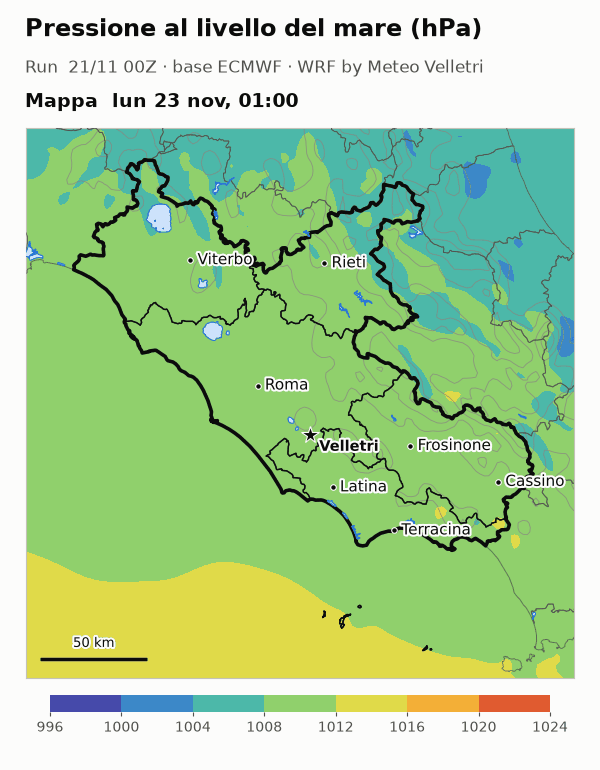 Pressione al livello del mare (hPa)
Run  21/11 00Z · base ECMWF · WRF by Meteo Velletri
Mappa  lun 23 nov, 01:00
Viterbo
Rieti
Roma
Velletri
Frosinone
Latina
Cassino
Terracina
50 km
996 1000 1004 1008 1012 1016 1020 1024